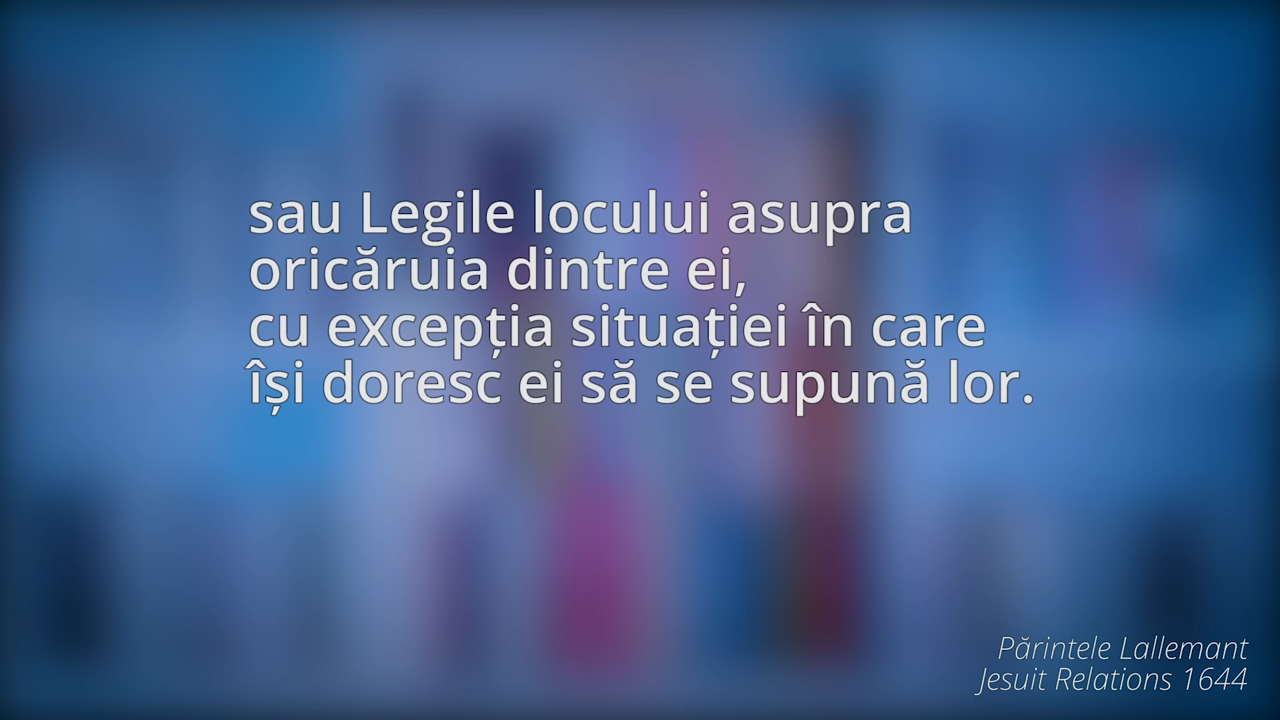 sau Legile locului asupra
oricăruia dintre ei,
cu excepția situației în care
își doresc ei să se supună lor.
Părintele Lallemant
Jesuit Relations 1644